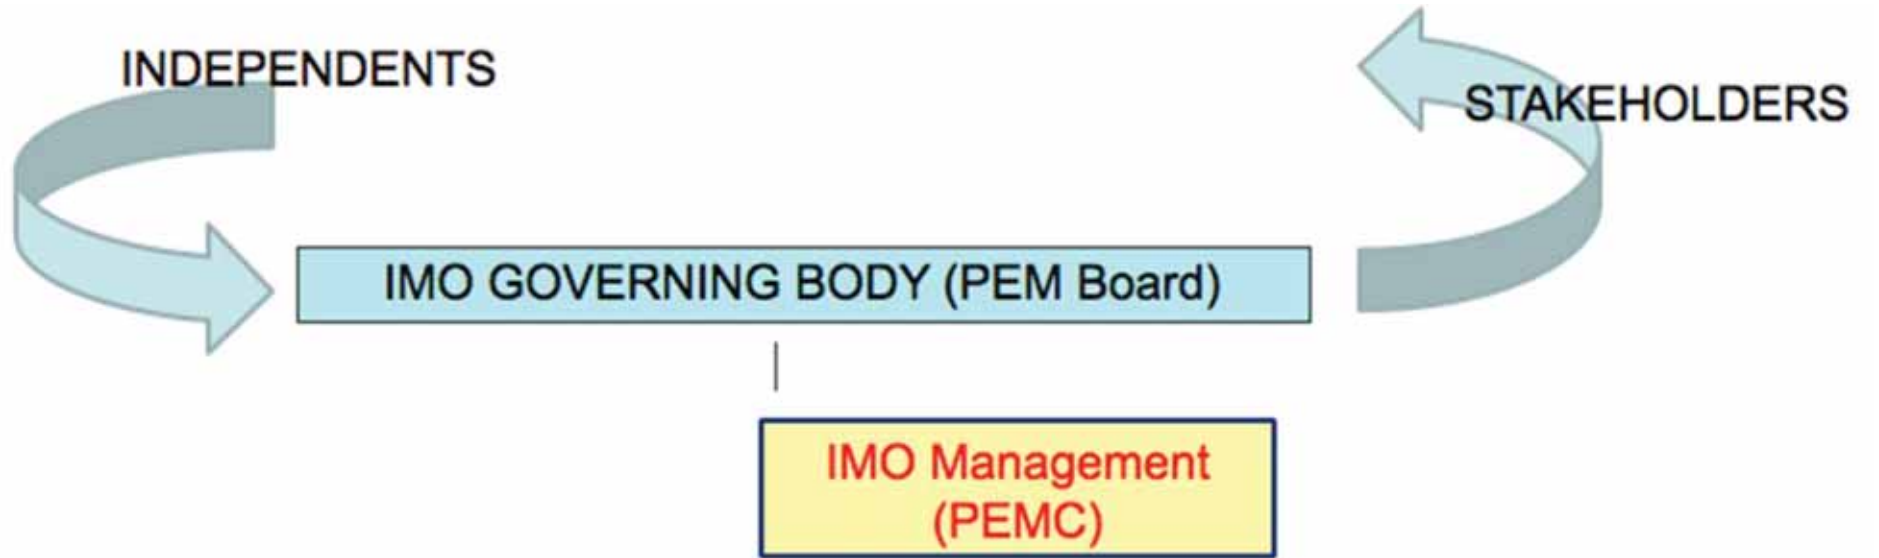 INDEPENDENTS
STAKEHOLDERS
IMO GOVERNING BODY (PEM Board)
IMO Management
(PEMC)